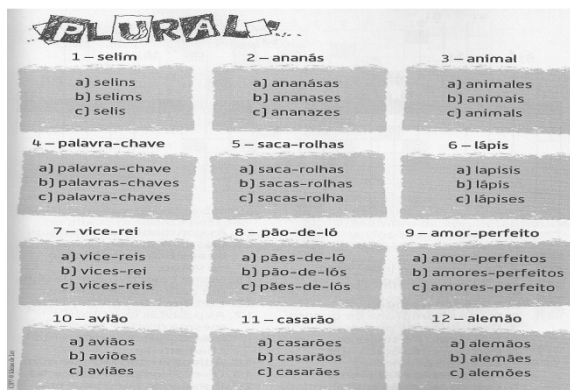 PLURAL
1 – selim
2 – ananás
3 – animal
a) selins
b) selims
c) selis
a) ananásas
b) ananases
c) ananazes
a) animales
b) animais
c) animals
4 – palavra-chave
5 – saca-rolhas
6 – lápis
a) palavras-chave
b) palavras-chaves
c) palavra-chaves
a) saca-rolhas
b) sacas-rolhas
c) sacas-rolha
a) lapisis
b) lápis
c) lápises
7 – vice-rei
8 – pão-de-ló
9 – amor-perfeito
a) vice-reis
b) vices-rei
c) vices-reis
a) pães-de-ló
b) pão-de-lós
c) pães-de-lós
a) amor-perfeitos
b) amores-perfeitos
c) amores-perfeito
10 – avião
11 – casarão
12 – alemão
a) aviãos
b) aviões
c) aviães
a) casarões
b) casarãos
c) casarães
a) alemãos
b) alemães
c) alemões